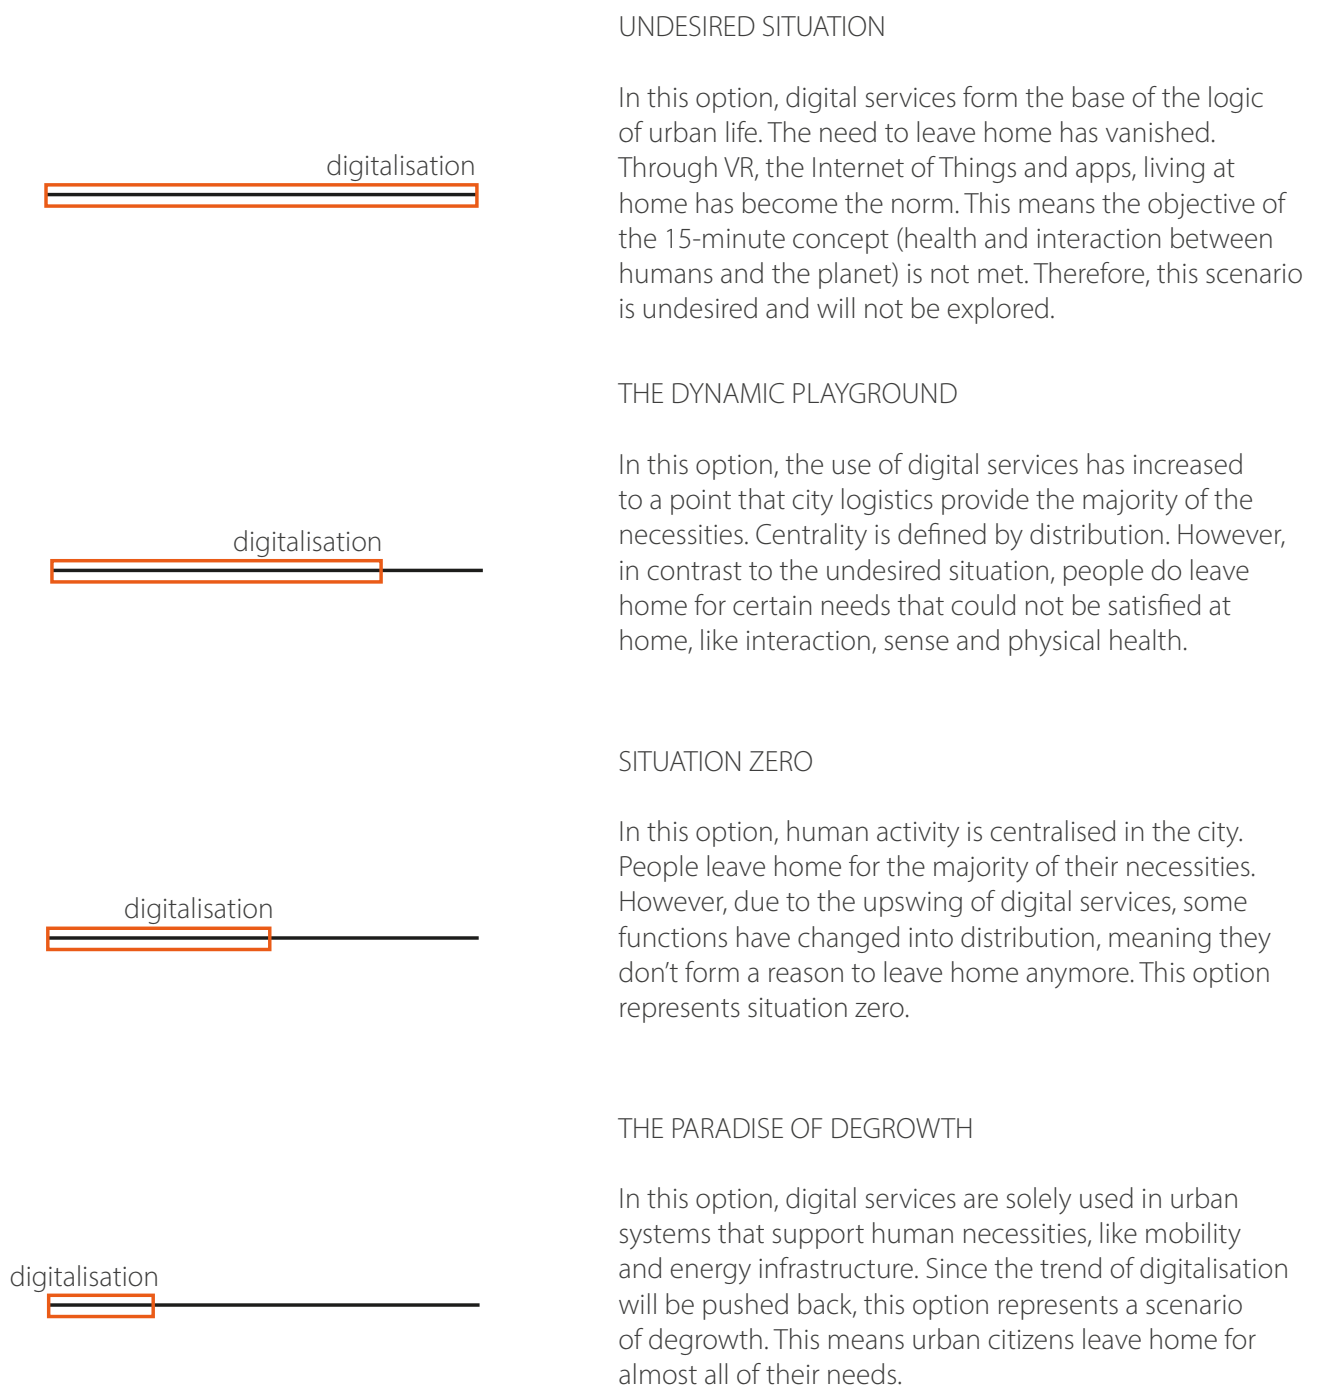 UNDESIRED SITUATION
In this option, digital services form the base of the logic
of urban life. The need to leave home has vanished.
Through VR, the Internet of Things and apps, living at
home has become the norm. This means the objective of
the 15-minute concept (health and interaction between
humans and the planet) is not met. Therefore, this scenario
is undesired and will not be explored.
digitalisation
THE DYNAMIC PLAYGROUND
In this option, the use of digital services has increased
to a point that city logistics provide the majority of the
necessities. Centrality is defined by distribution. However,
in contrast to the undesired situation, people do leave
home for certain needs that could not be satisfied at
home, like interaction, sense and physical health.
digitalisation
SITUATION ZERO
In this option, human activity is centralised in the city.
People leave home for the majority of their necessities.
However, due to the upswing of digital services, some
functions have changed into distribution, meaning they
don't form a reason to leave home anymore. This option
represents situation zero.
digitalisation
THE PARADISE OF DEGROWTH
In this option, digital services are solely used in urban
systems that support human necessities, like mobility
and energy infrastructure. Since the trend of digitalisation
will be pushed back, this option represents a scenario
of degrowth. This means urban citizens leave home for
almost all of their needs.
digitalisation